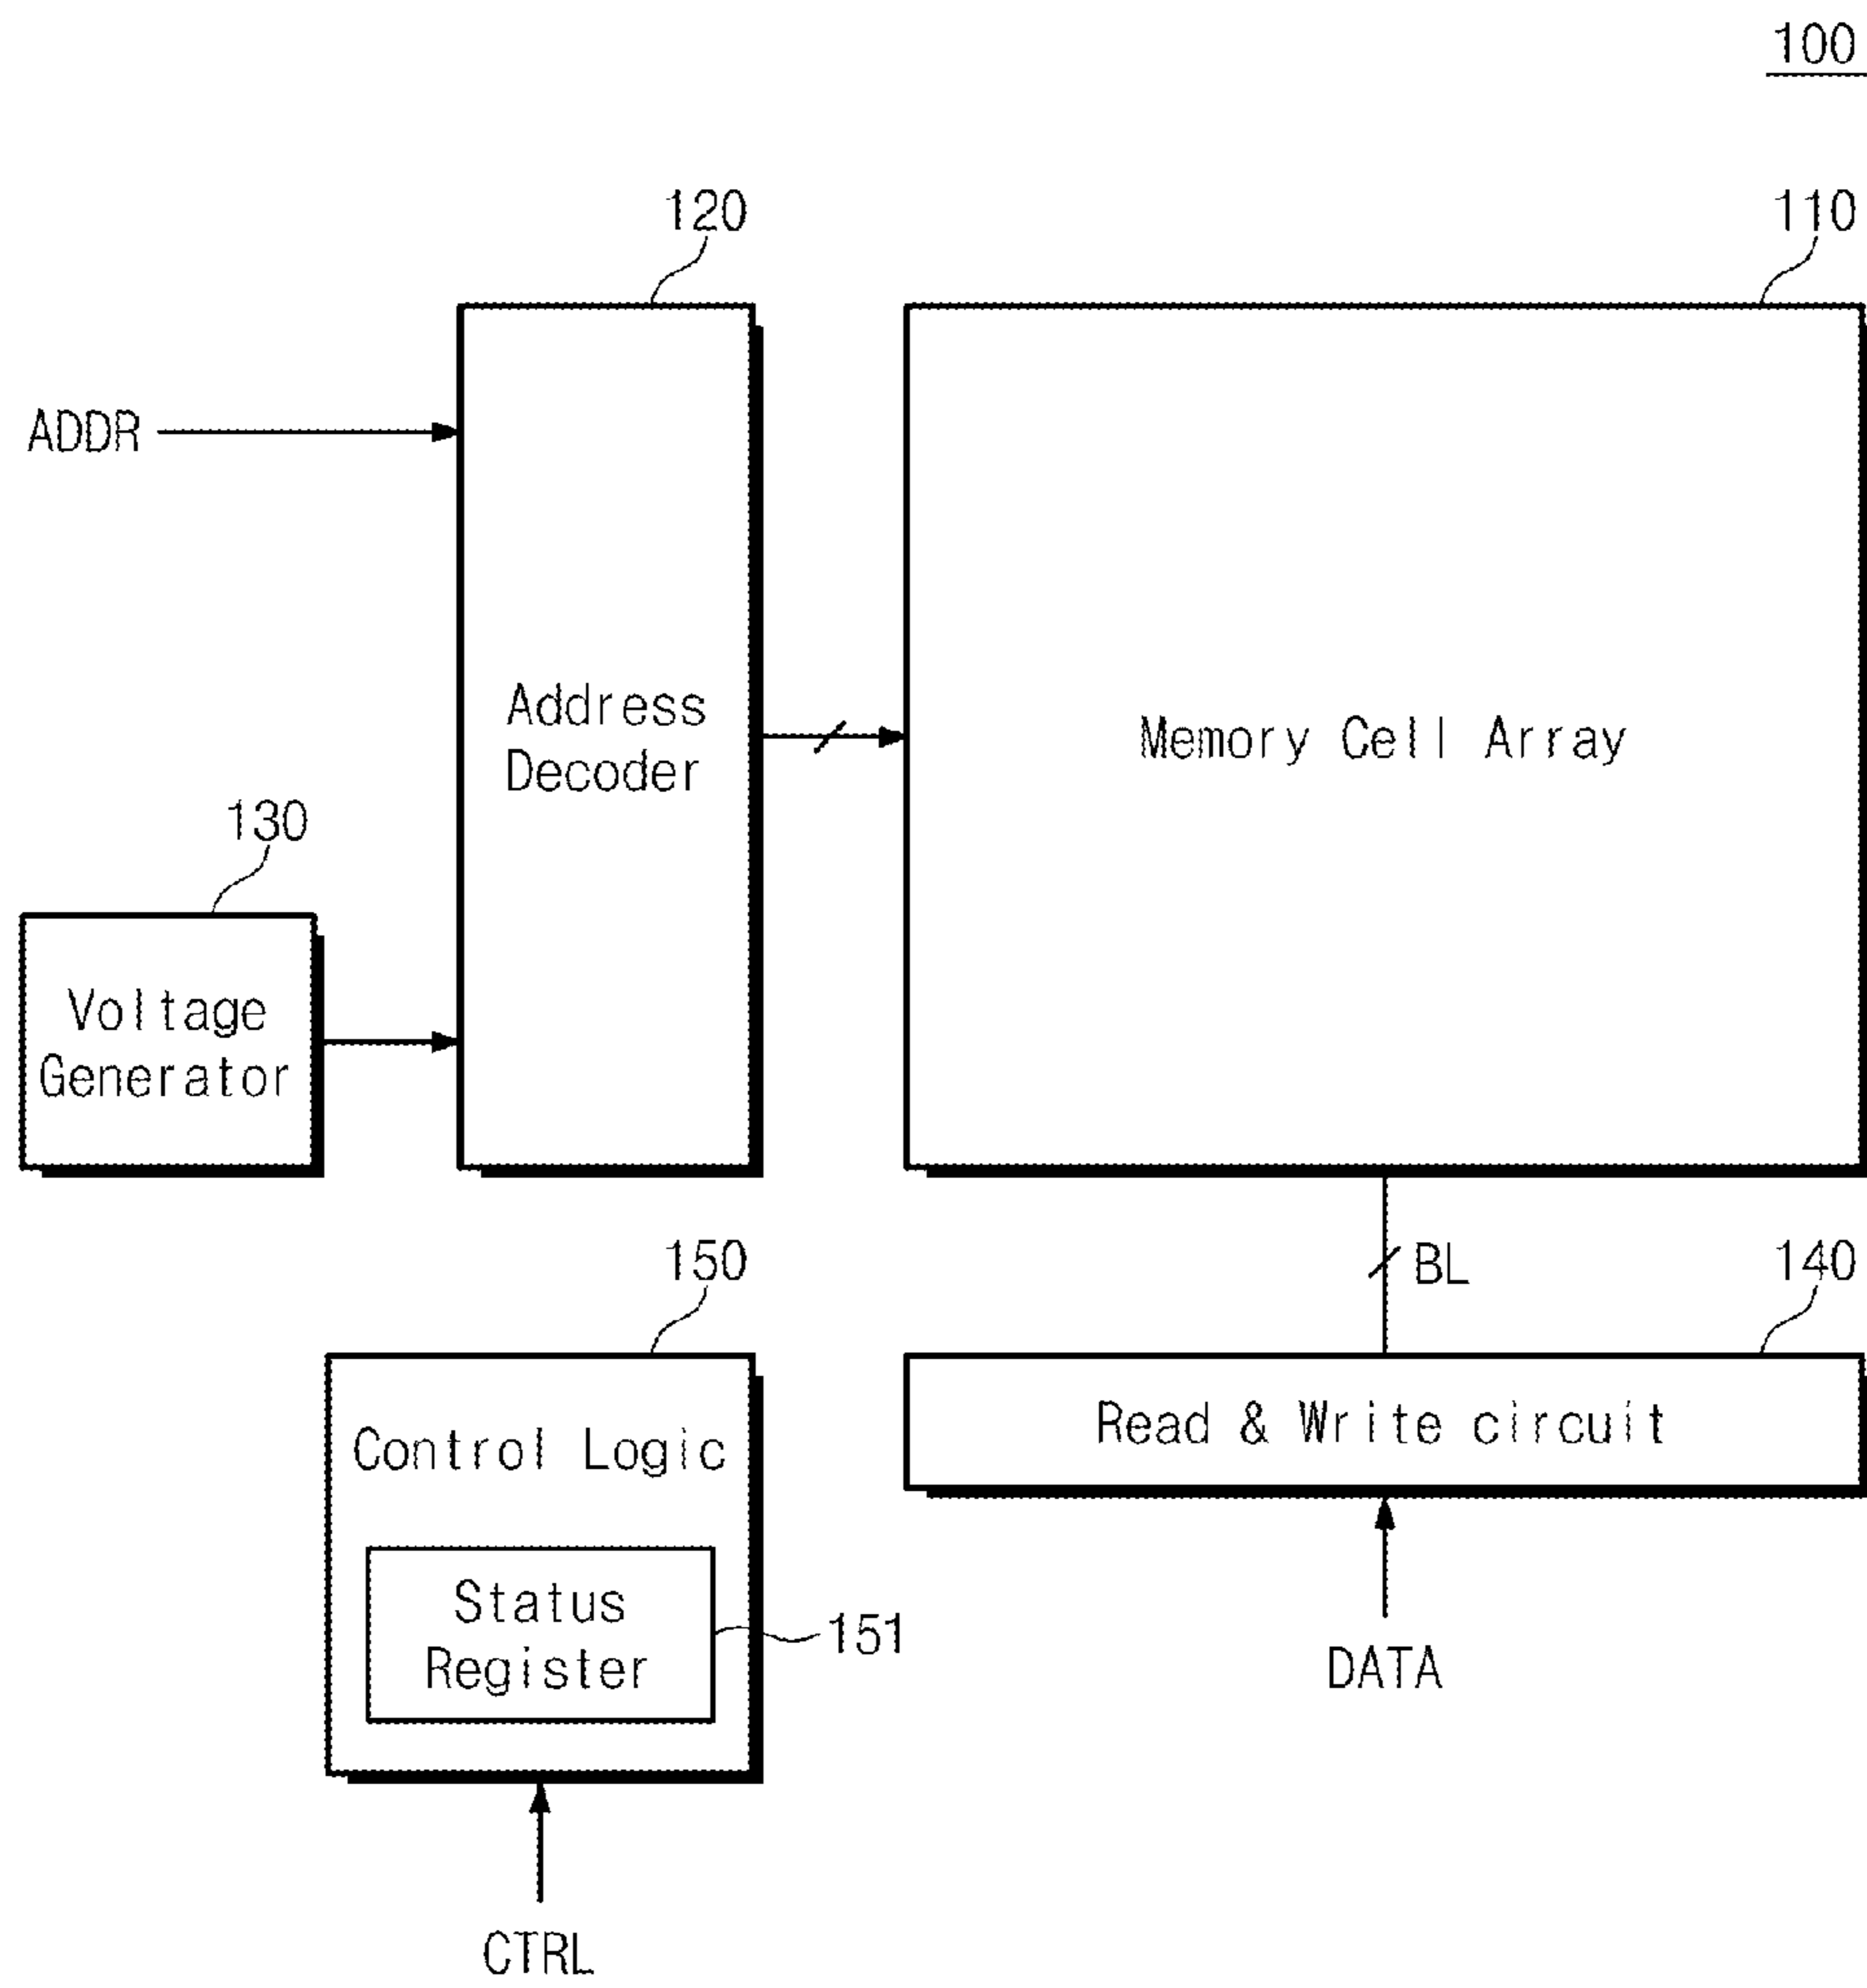 100
120
110
ADDR
Address
Decoder
Memory Cell Array
130
Voltage
Generator
150
BL
140
Control Logic
Read & Write circuit
Status
Register
151
DATA
CTRL